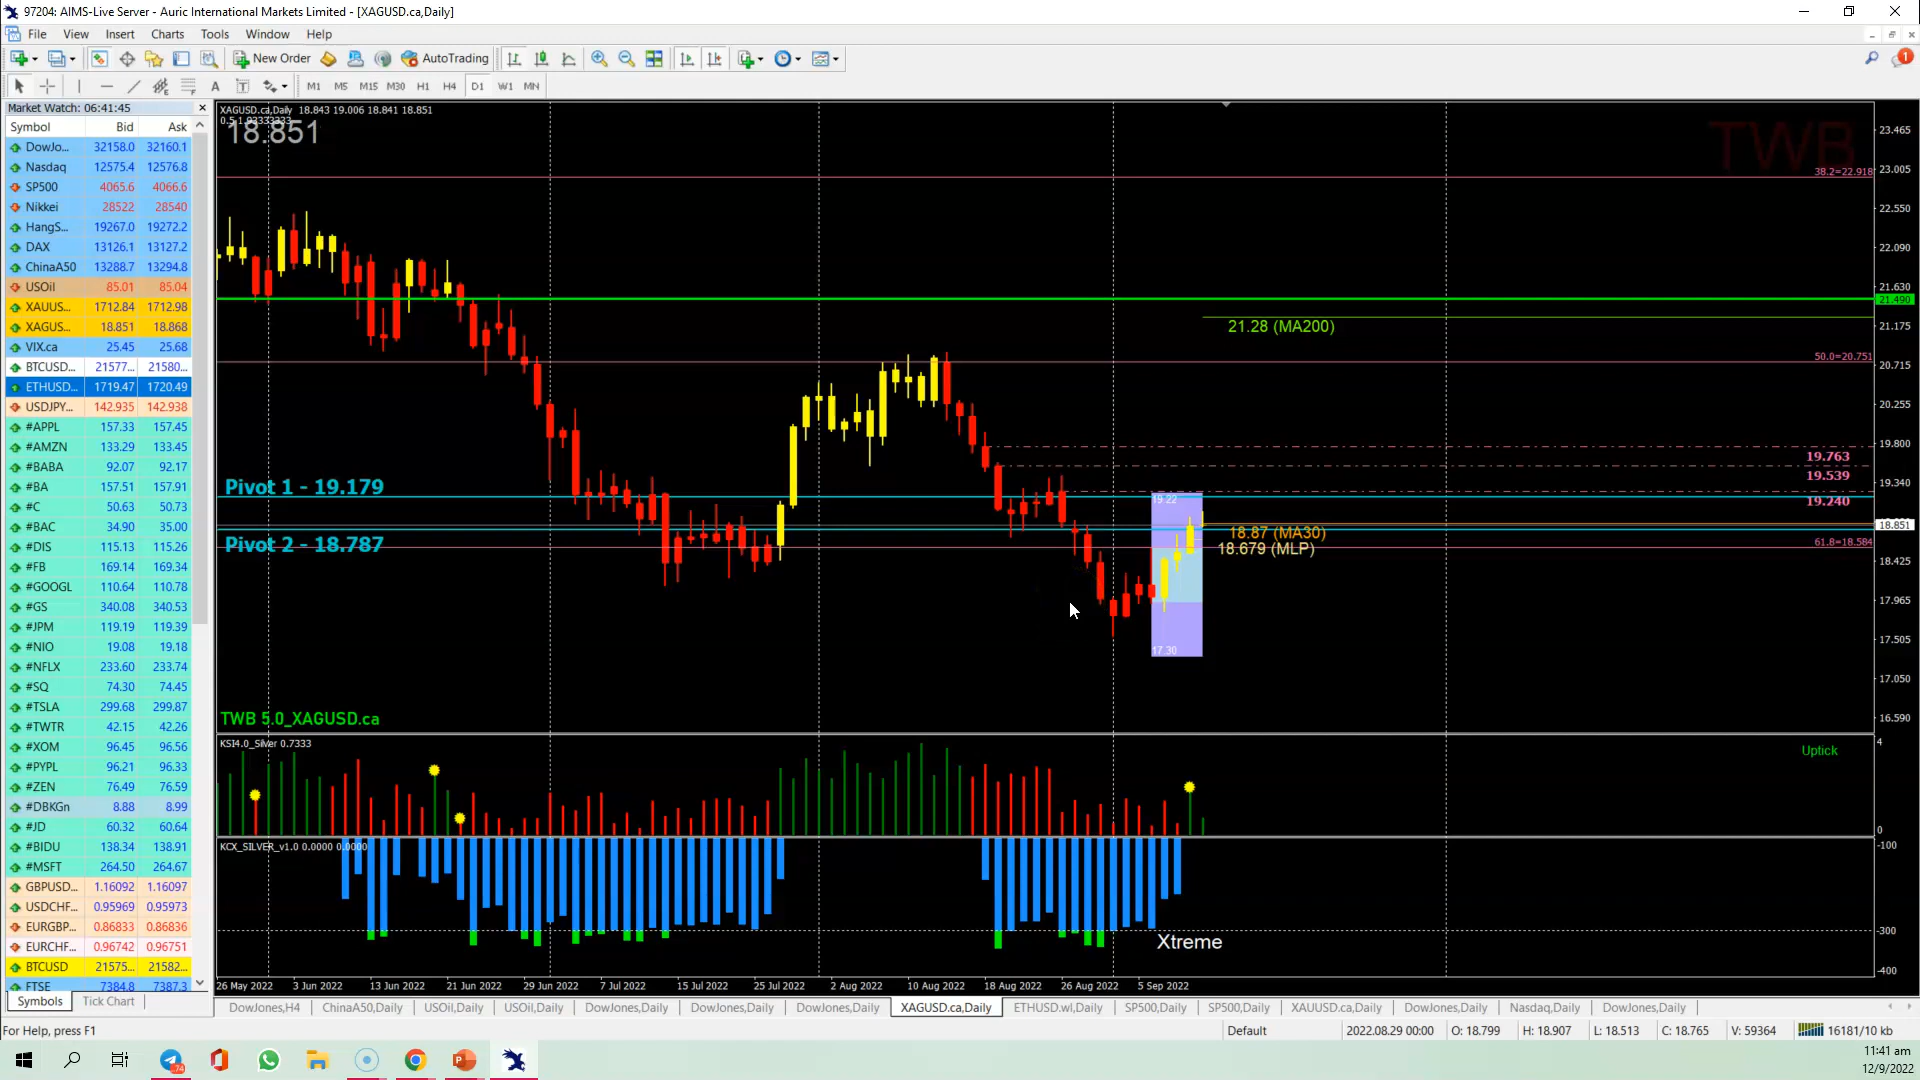 97204: AIMS-Live Server - Auric International Markets Limited - [XAGUSD.ca,Daily]
File View Insert Charts Tools Window Help
New Order AutoTrading
M1 M5 M15 M30 H1 H4 D1 W1 MN
Market Watch: 06:41:45
Symbol Bid Ask
DowJo... 32158.0 32160.1
Nasdaq 12575.4 12576.8
SP500 4065.6 4066.6
Nikkei 28522 28540
HangS... 19267.0 19272.2
DAX 13126.1 13127.2
ChinaA50 13288.7 13294.8
USOil 85.01 85.04
XAUUS... 1712.84 1712.98
XAGUS... 18.851 18.868
VIX.ca 25.45 25.68
BTCUSD... 21577... 21580...
ETHUSD... 1719.47 1720.49
USDJPY... 142.935 142.938
#APPL 157.33 157.45
#AMZN 133.29 133.45
#BABA 92.07 92.17
#BA 157.51 157.91
#C 50.63 50.73
#BAC 34.90 35.00
#DIS 115.13 115.26
#FB 169.14 169.34
#GOOGL 110.64 110.78
#GS 340.08 340.53
#JPM 119.19 119.39
#NIO 19.08 19.18
#NFLX 233.60 233.74
#SQ 74.30 74.45
#TSLA 299.68 299.87
#TWTR 42.15 42.26
#XOM 96.45 96.56
#PYPL 96.21 96.33
#ZEN 76.49 76.59
#DBKGn 8.88 8.99
#JD 60.32 60.64
#BIDU 138.34 138.91
#MSFT 264.50 264.67
GBPUSD... 1.16092 1.16097
USDCHF... 0.95969 0.95973
EURGBP... 0.86833 0.86836
EURCHF... 0.96742 0.96751
BTCUSD 21575... 21582...
FTSE 7384.8 7387.3
Symbols Tick Chart
XAGUSD.ca,Daily 18.843 19.006 18.841 18.851
18.851
TWB
38.2=22.918
21.28 (MA200)
50.0=20.751
19.763
19.539
19.240
Pivot 1 - 19.179
19.22
18.87 (MA30)
Pivot 2 - 18.787
18.679 (MLP)
61.8=18.584
17.30
TWB 5.0_XAGUSD.ca
23.465
23.005
22.550
22.090
21.630
21.490
21.175
20.715
20.255
19.800
19.340
18.851
18.425
17.965
17.505
17.050
16.590
KSI4.0_Silver 0.7333
Uptick
4
0
KCX_SILVER_v1.0 0.0000 0.0000
Xtreme
-100
-300
-400
26 May 2022 3 Jun 2022 13 Jun 2022 21 Jun 2022 29 Jun 2022 7 Jul 2022 15 Jul 2022 25 Jul 2022 2 Aug 2022 10 Aug 2022 18 Aug 2022 26 Aug 2022 5 Sep 2022
DowJones,H4 ChinaA50,Daily USOil,Daily USOil,Daily DowJones,Daily DowJones,Daily DowJones,Daily XAGUSD.ca,Daily ETHUSD.wl,Daily SP500,Daily SP500,Daily XAUUSD.ca,Daily DowJones,Daily Nasdaq,Daily DowJones,Daily
For Help, press F1
Default 2022.08.29 00:00 O: 18.799 H: 18.907 L: 18.513 C: 18.765 V: 59364 16181/10 kb
11:41 am
12/9/2022